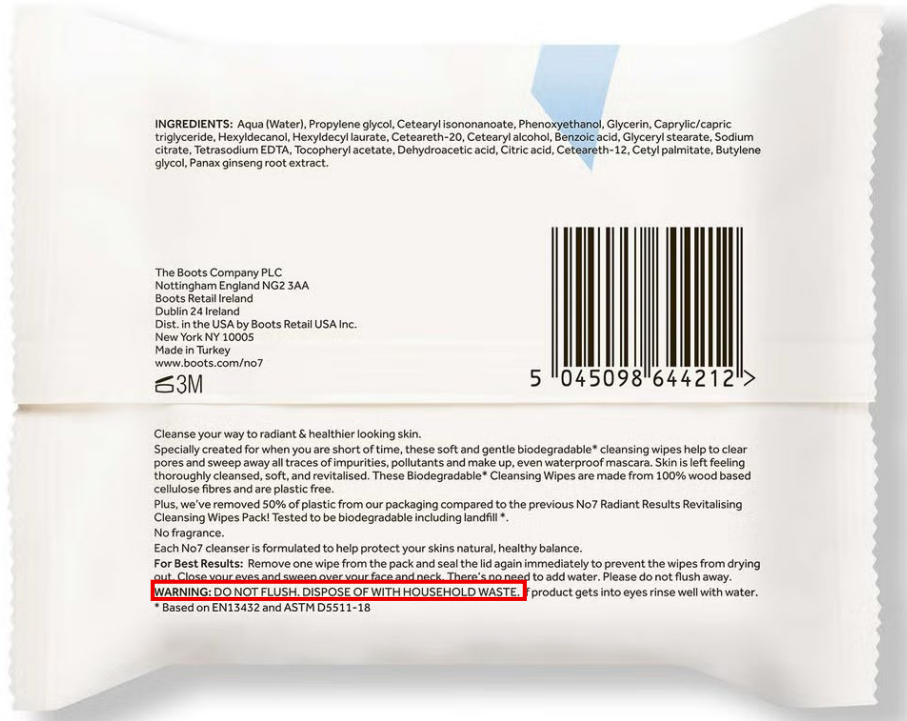 INGREDIENTS: Aqua (Water), Propylene glycol, Cetearyl isononanoate, Phenoxyethanol, Glycerin, Caprylic/capric
triglyceride, Hexyldecanol, Hexyldecyl laurate, Ceteareth-20, Cetearyl alcohol, Benzoic acid, Glyceryl stearate, Sodium
citrate, Tetrasodium EDTA, Tocopheryl acetate, Dehydroacetic acid, Citric acid, Ceteareth-12, Cetyl palmitate, Butylene
glycol, Panax ginseng root extract.
The Boots Company PLC
Nottingham England NG2 3AA
Boots Retail Ireland
Dublin 24 Ireland
Dist. in the USA by Boots Retail USA Inc.
New York NY 10005
Made in Turkey
www.boots.com/no7
3M
5 045098 644212 >
Cleanse your way to radiant & healthier looking skin.
Specially created for when you are short of time, these soft and gentle biodegradable* cleansing wipes help to clear
pores and sweep away all traces of impurities, pollutants and make up, even waterproof mascara. Skin is left feeling
thoroughly cleansed, soft, and revitalised. These Biodegradable* Cleansing Wipes are made from 100% wood based
cellulose fibres and are plastic free.
Plus, we've removed 50% of plastic from our packaging compared to the previous No7 Radiant Results Revitalising
Cleansing Wipes Pack! Tested to be biodegradable including landfill *.
No fragrance.
Each No7 cleanser is formulated to help protect your skins natural, healthy balance.
For Best Results: Remove one wipe from the pack and seal the lid again immediately to prevent the wipes from drying
out. Close your eyes and sweep over your face and neck. There's no need to add water. Please do not flush away.
WARNING: DO NOT FLUSH. DISPOSE OF WITH HOUSEHOLD WASTE. f product gets into eyes rinse well with water.
* Based on EN13432 and ASTM D5511-18